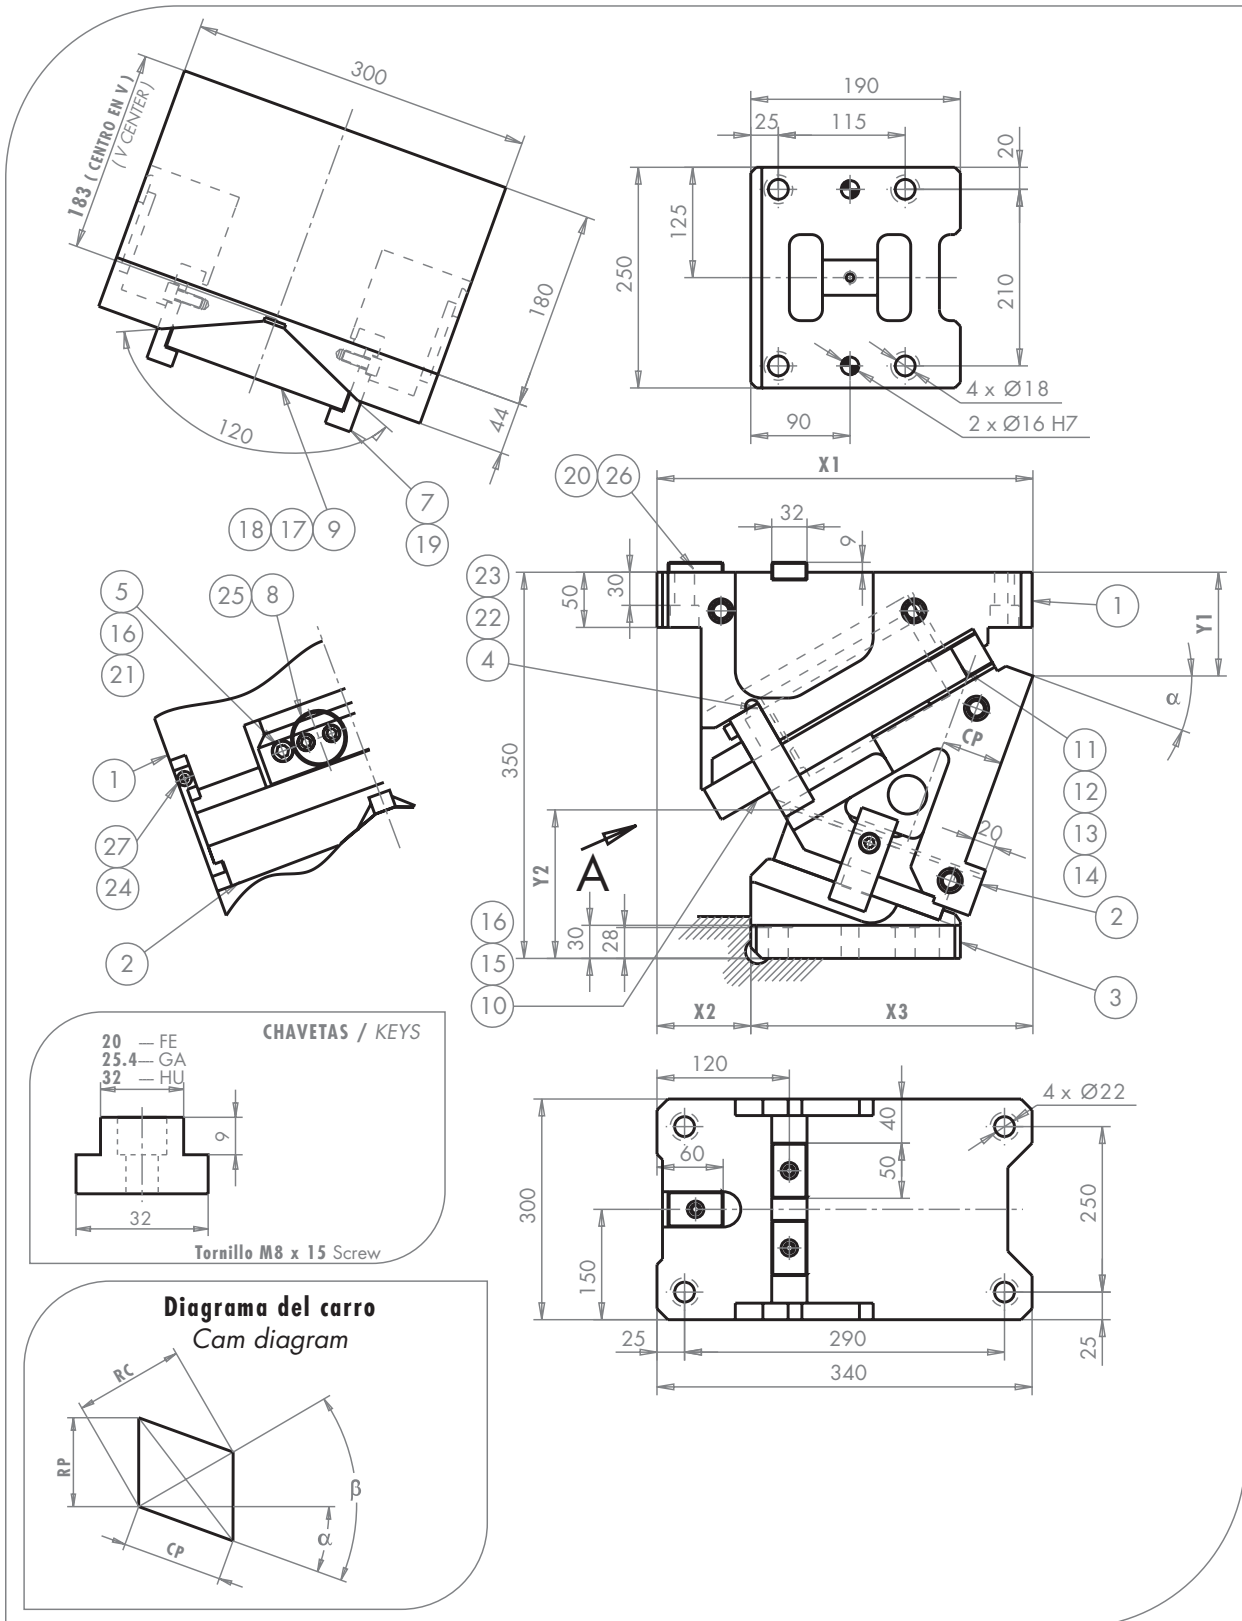 300
183 ( CENTRO EN V )
( V CENTER )
180
44
120
7
19
18 17 9
190
25 115
20
125
250
210
90
4 x Ø18
2 x Ø16 H7
X1
20 26
32
9
23
22
4
50
30
1
Y1
α
350
CP
11
12
13
14
20
2
Y2
A
16
15
10
30
28
3
X2 X3
5
16
21
25 8
1
27
24
2
CHAVETAS / KEYS
20 — FE
25.4 — GA
32 — HU
9
32
Tornillo M8 x 15 Screw
120
4 x Ø22
40
60
50
300
150
250
25 290
25
340
Diagrama del carro
Cam diagram
RC
RP
β
α
CP